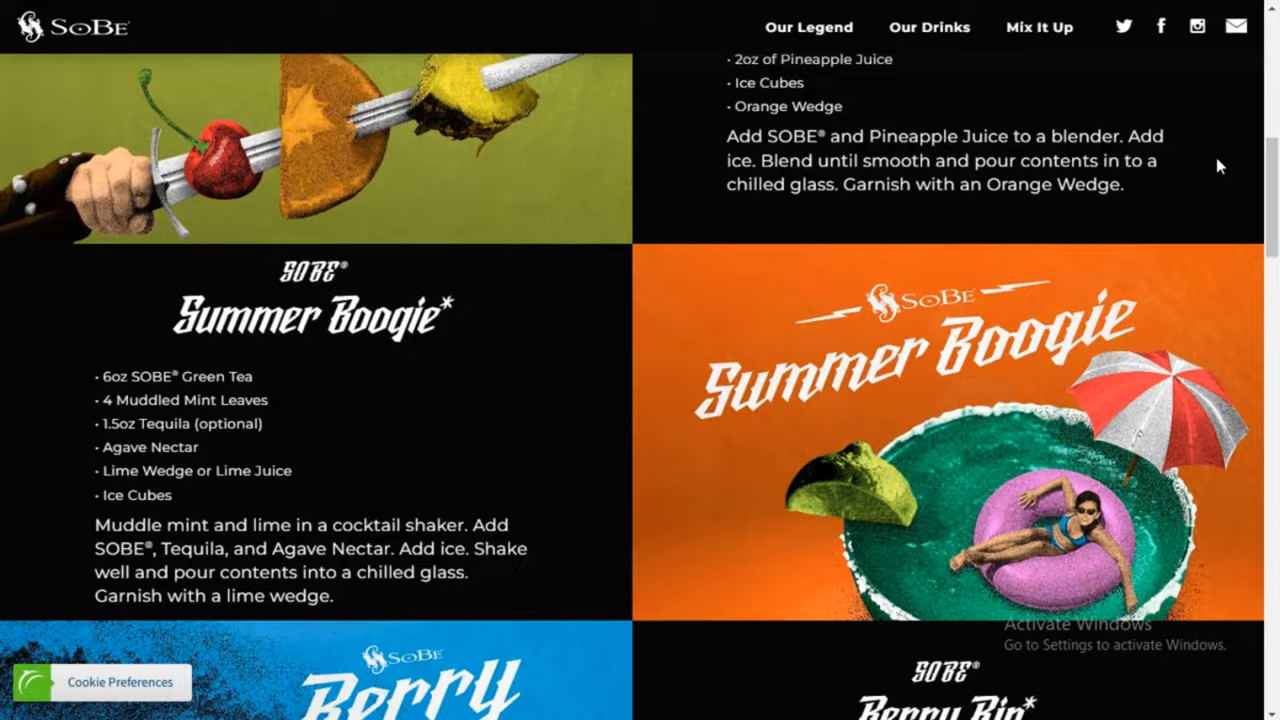 SOBE
Our Legend
Our Drinks
Mix It Up
· 2oz of Pineapple Juice
· Ice Cubes
· Orange Wedge
Add SOBE® and Pineapple Juice to a blender. Add
ice. Blend until smooth and pour contents in to a
chilled glass. Garnish with an Orange Wedge.
SOBE®
Summer Boogie*
· 6oz SOBE® Green Tea
· 4 Muddled Mint Leaves
· 1.5oz Tequila (optional)
· Agave Nectar
· Lime Wedge or Lime Juice
· Ice Cubes
Muddle mint and lime in a cocktail shaker. Add
SOBE®, Tequila, and Agave Nectar. Add ice. Shake
well and pour contents into a chilled glass.
Garnish with a lime wedge.
SOBE
Summer Boogie
Activate Windows
Go to Settings to activate Windows.
SOBE
Berry
SOBE®
Berry Bin*
Cookie Preferences